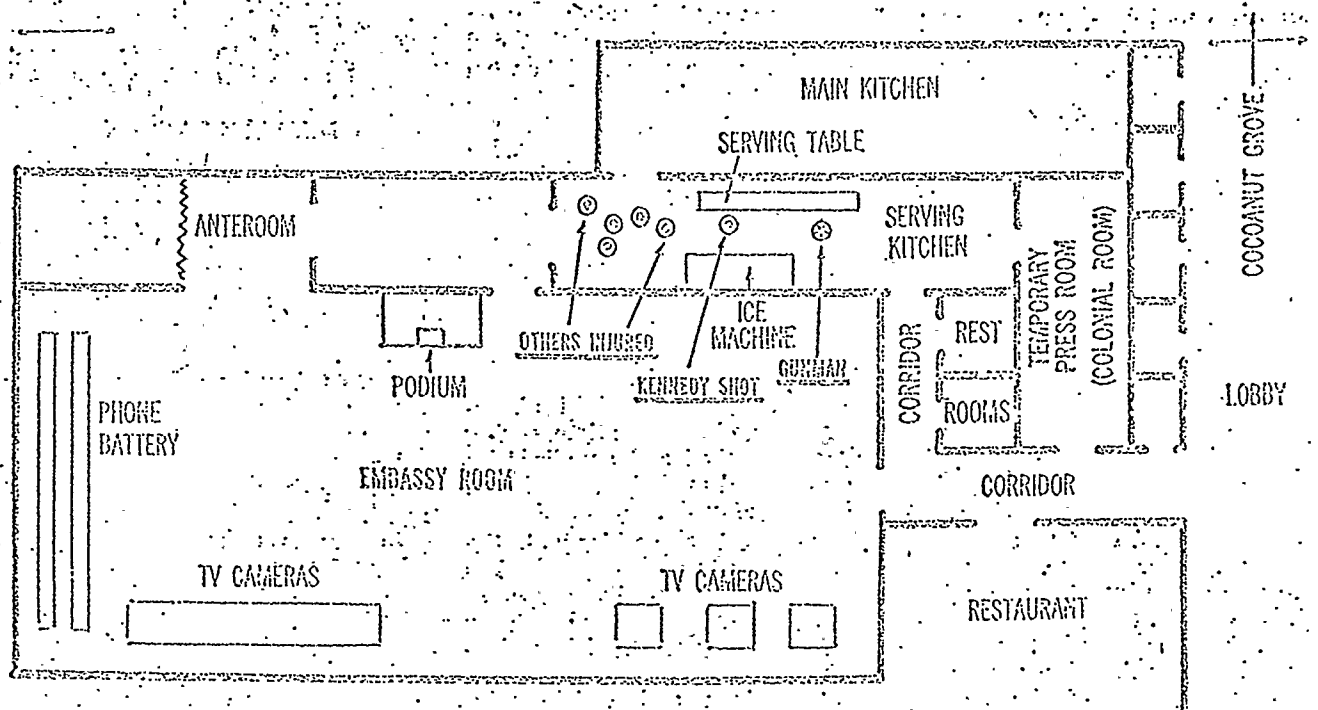 MAIN KITCHEN
SERVING TABLE
COCOANUT GROVE
ANTEROOM
SERVING
KITCHEN
TEMPORARY
PRESS ROOM
(COLONIAL ROOM)
OTHERS INJURED
ICE
MACHINE
KENNEDY SHOT
GUNMAN
PODIUM
CORRIDOR
REST
ROOMS
LOBBY
PHONE
BATTERY
EMBASSY ROOM
CORRIDOR
TV CAMERAS
TV CAMERAS
RESTAURANT